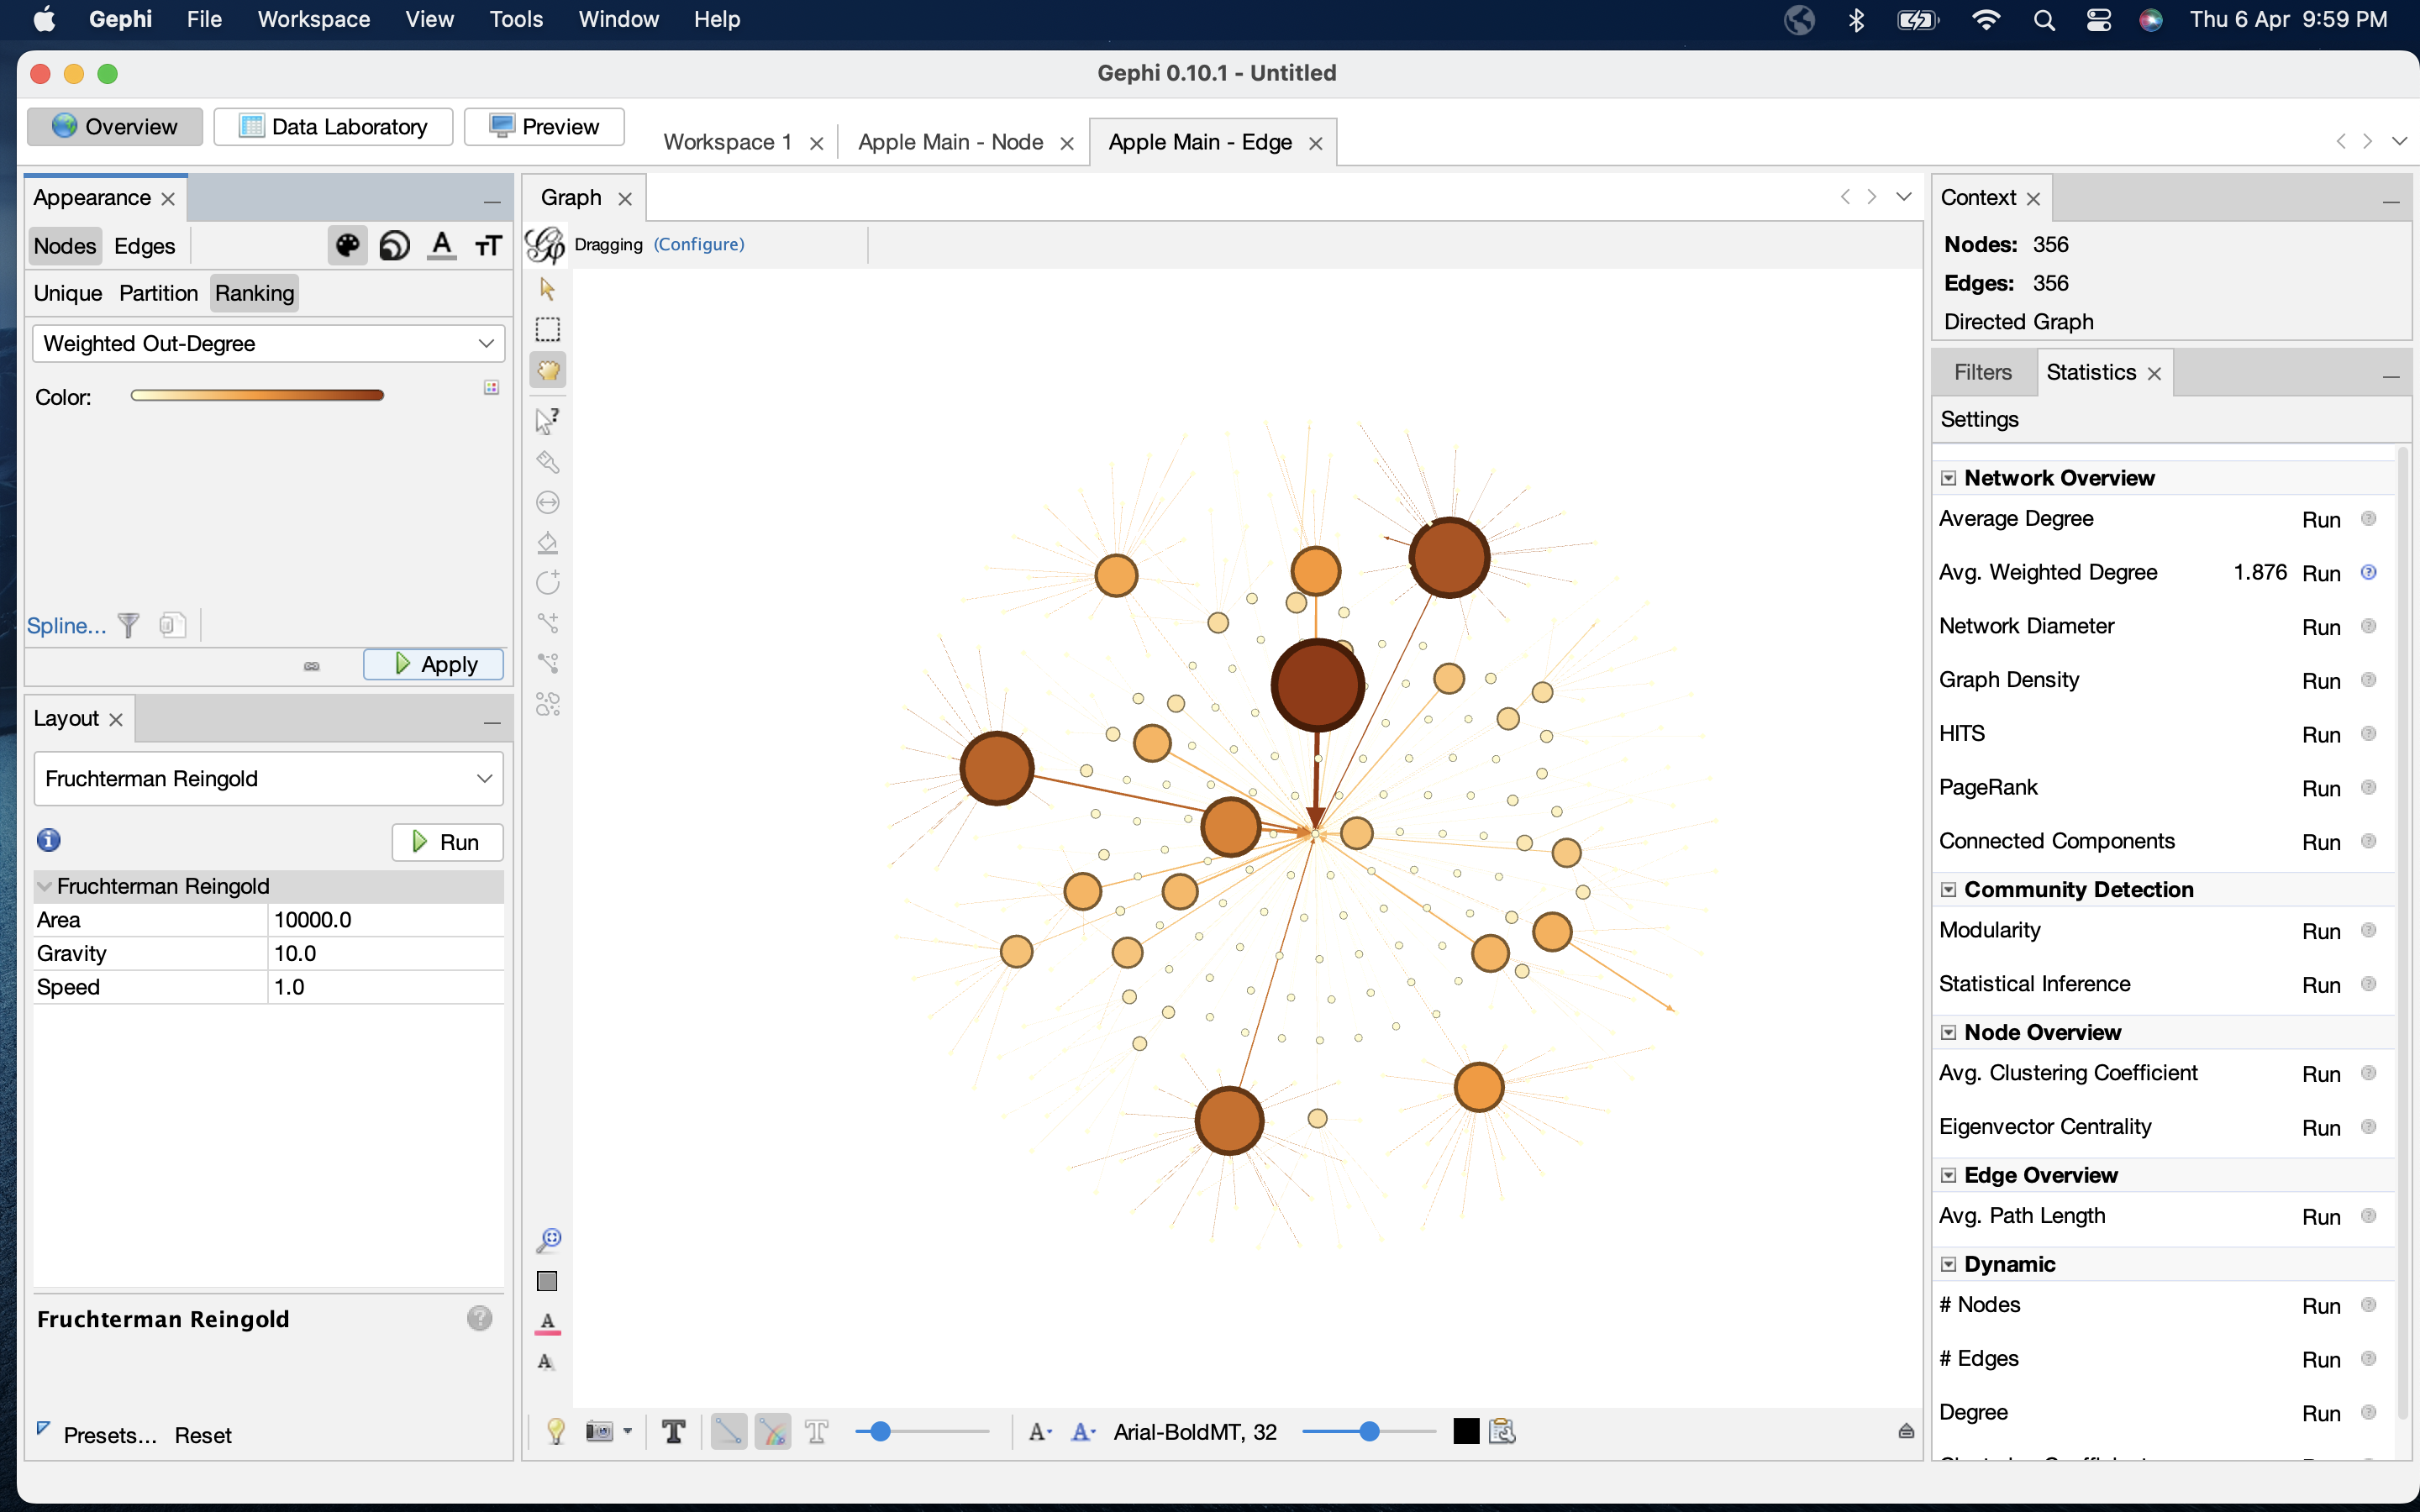 Gephi File Workspace View Tools Window Help Thu 6 Apr 9:59 PM
Gephi 0.10.1 - Untitled
Overview Data Laboratory Preview Workspace 1 Apple Main - Node Apple Main - Edge
Appearance
Nodes Edges
Unique Partition Ranking
Weighted Out-Degree
Color:
Spline...
Apply
Layout
Fruchterman Reingold
Run
Fruchterman Reingold
Area 10000.0
Gravity 10.0
Speed 1.0
Fruchterman Reingold
Presets... Reset
Graph
Dragging (Configure)
Arial-BoldMT, 32
Context
Nodes: 356
Edges: 356
Directed Graph
Filters Statistics
Settings
Network Overview
Average Degree Run
Avg. Weighted Degree 1.876 Run
Network Diameter Run
Graph Density Run
HITS Run
PageRank Run
Connected Components Run
Community Detection
Modularity Run
Statistical Inference Run
Node Overview
Avg. Clustering Coefficient Run
Eigenvector Centrality Run
Edge Overview
Avg. Path Length Run
Dynamic
# Nodes Run
# Edges Run
Degree Run